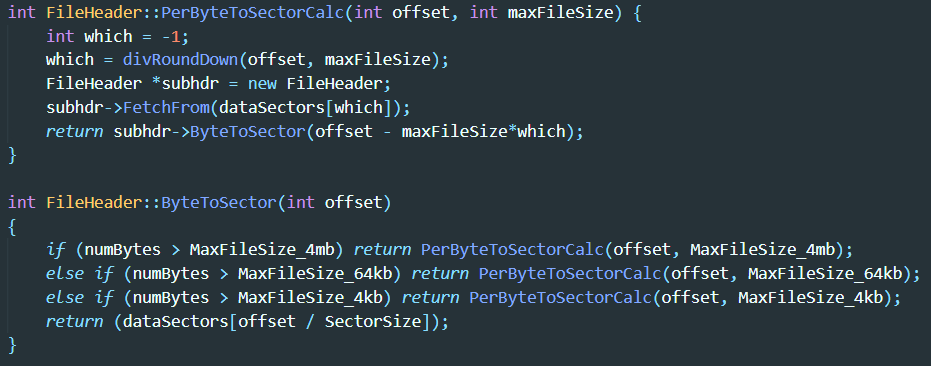 int FileHeader::PerByteToSectorCalc(int offset, int maxFileSize) {
    int which = -1;
    which = divRoundDown(offset, maxFileSize);
    FileHeader *subhdr = new FileHeader;
    subhdr->FetchFrom(dataSectors[which]);
    return subhdr->ByteToSector(offset - maxFileSize*which);
}

int FileHeader::ByteToSector(int offset)
{
    if (numBytes > MaxFileSize_4mb) return PerByteToSectorCalc(offset, MaxFileSize_4mb);
    else if (numBytes > MaxFileSize_64kb) return PerByteToSectorCalc(offset, MaxFileSize_64kb);
    else if (numBytes > MaxFileSize_4kb) return PerByteToSectorCalc(offset, MaxFileSize_4kb);
    return (dataSectors[offset / SectorSize]);
}